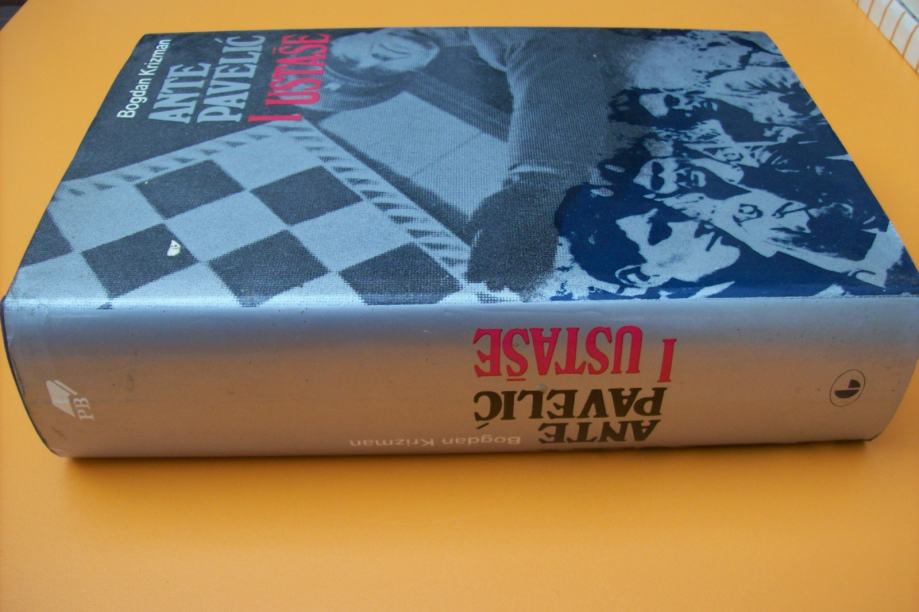 Bogdan Krizman
ANTE
PAVELIĆ
I USTAŠE
Bogdan Krizman
ANTE
PAVELIĆ
I USTAŠE
PB